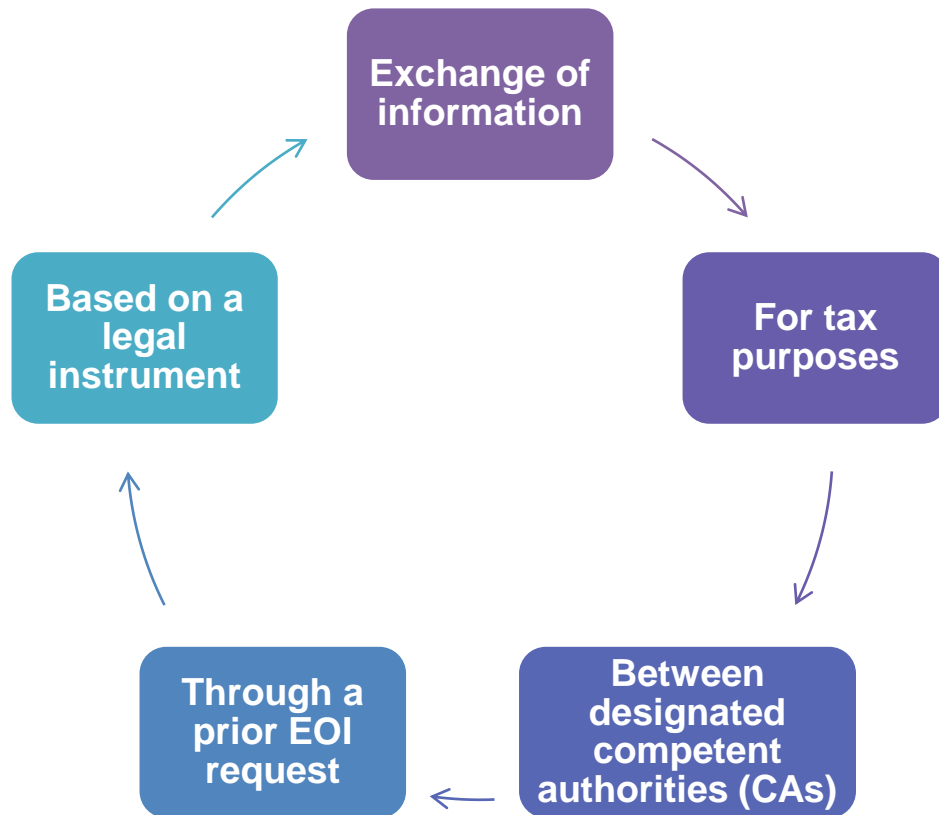 Exchange of
information
For tax
purposes
Between
designated
competent
authorities (CAs)
Through a
prior EOI
request
Based on a
legal
instrument